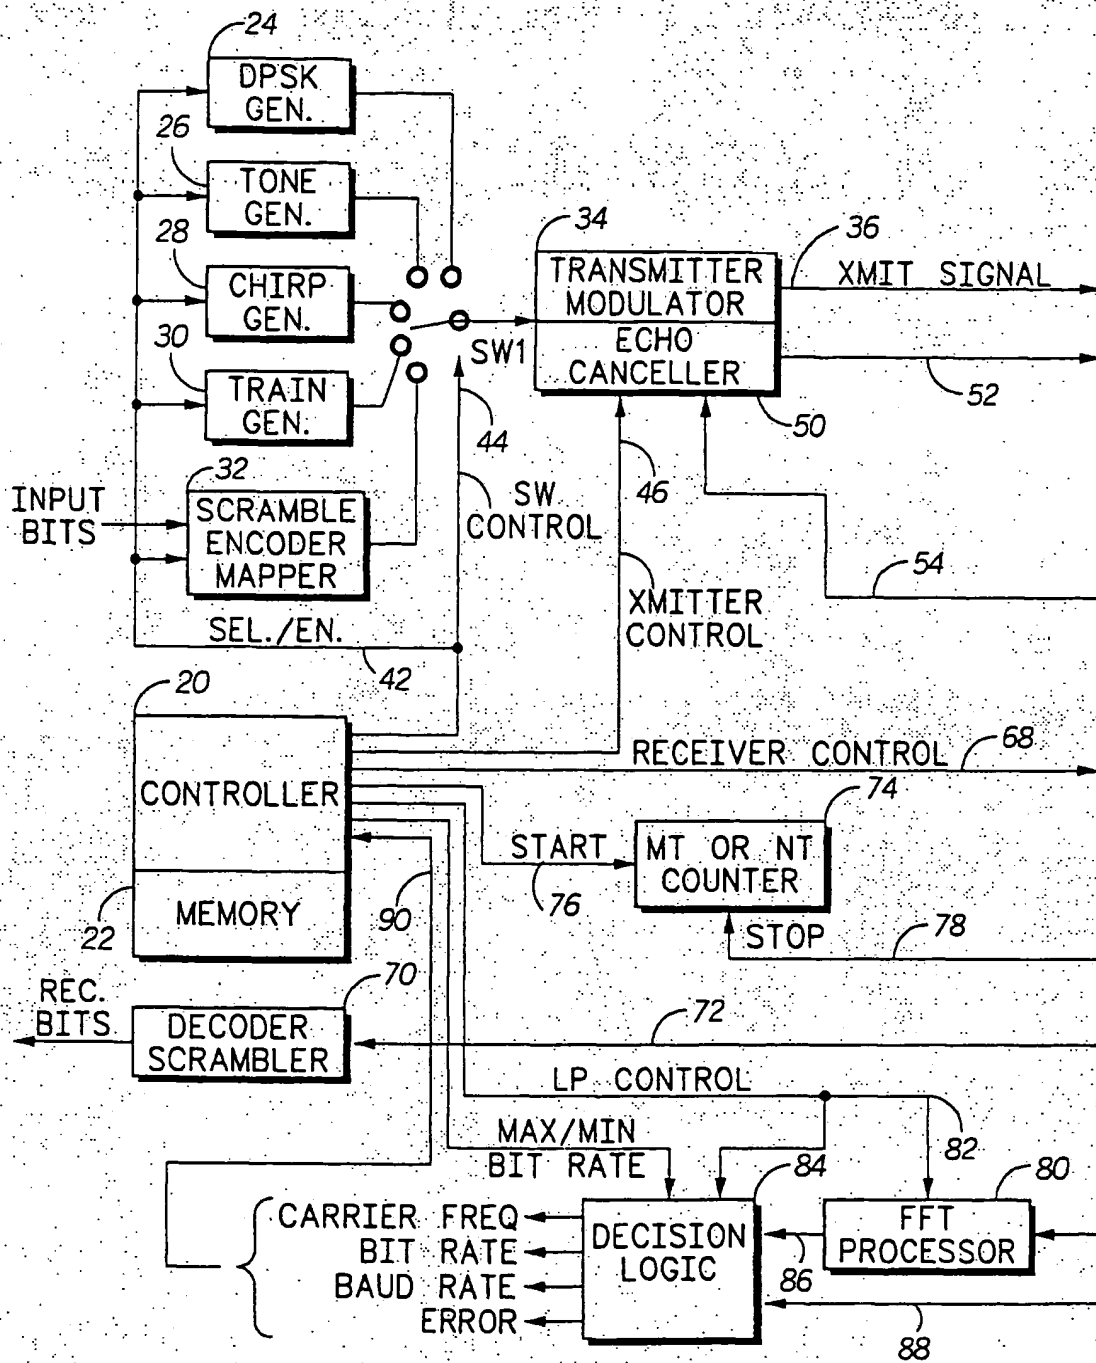 24
DPSK
GEN.
26
TONE
GEN.
28
CHIRP
GEN.
30
TRAIN
GEN.
32
INPUT
BITS
SCRAMBLE
ENCODER
MAPPER
SEL./EN.
42
SW1
44
SW
CONTROL
34
TRANSMITTER
MODULATOR
ECHO
CANCELLER
50
36
XMIT SIGNAL
52
46
XMITTER
CONTROL
54
20
CONTROLLER
22
MEMORY
90
RECEIVER CONTROL
68
74
START
76
MT OR NT
COUNTER
STOP
78
REC.
BITS
70
DECODER
SCRAMBLER
72
LP CONTROL
82
MAX/MIN
BIT RATE
84
80
CARRIER FREQ
BIT RATE
BAUD RATE
ERROR
DECISION
LOGIC
86
FFT
PROCESSOR
88